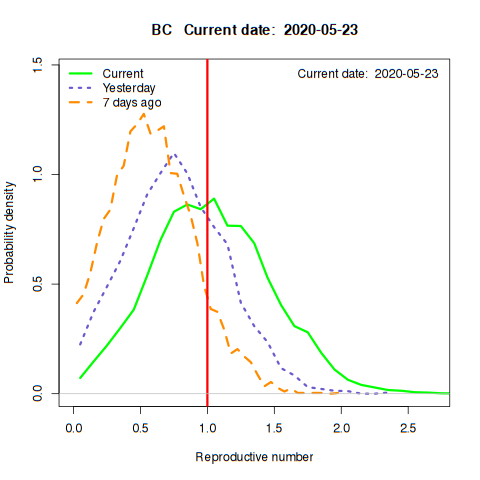 BC   Current date:  2020-05-23
Current date:  2020-05-23
Current
Yesterday
7 days ago
Probability density
1.5
1.0
0.5
0.0
0.0 0.5 1.0 1.5 2.0 2.5
Reproductive number